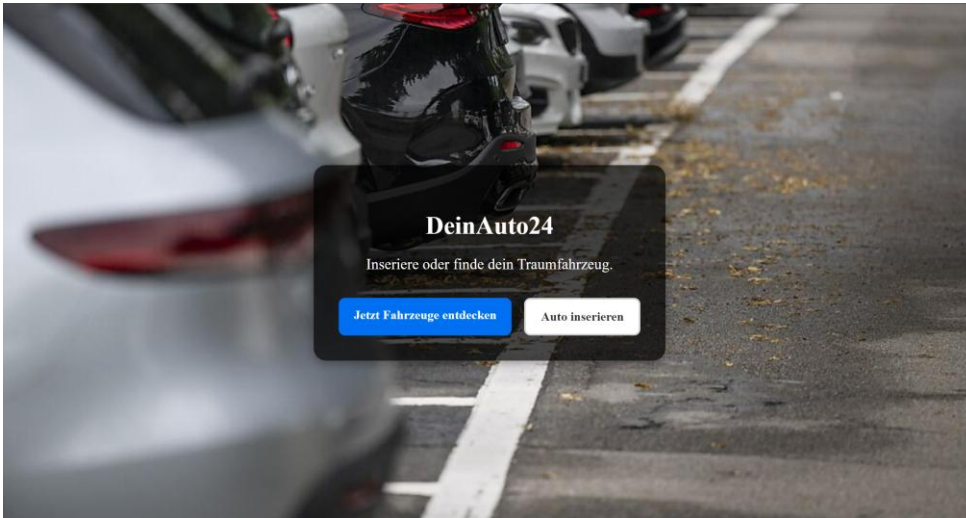 DeinAuto24
Inseriere oder finde dein Traumfahrzeug.
Jetzt Fahrzeuge entdecken
Auto inserieren